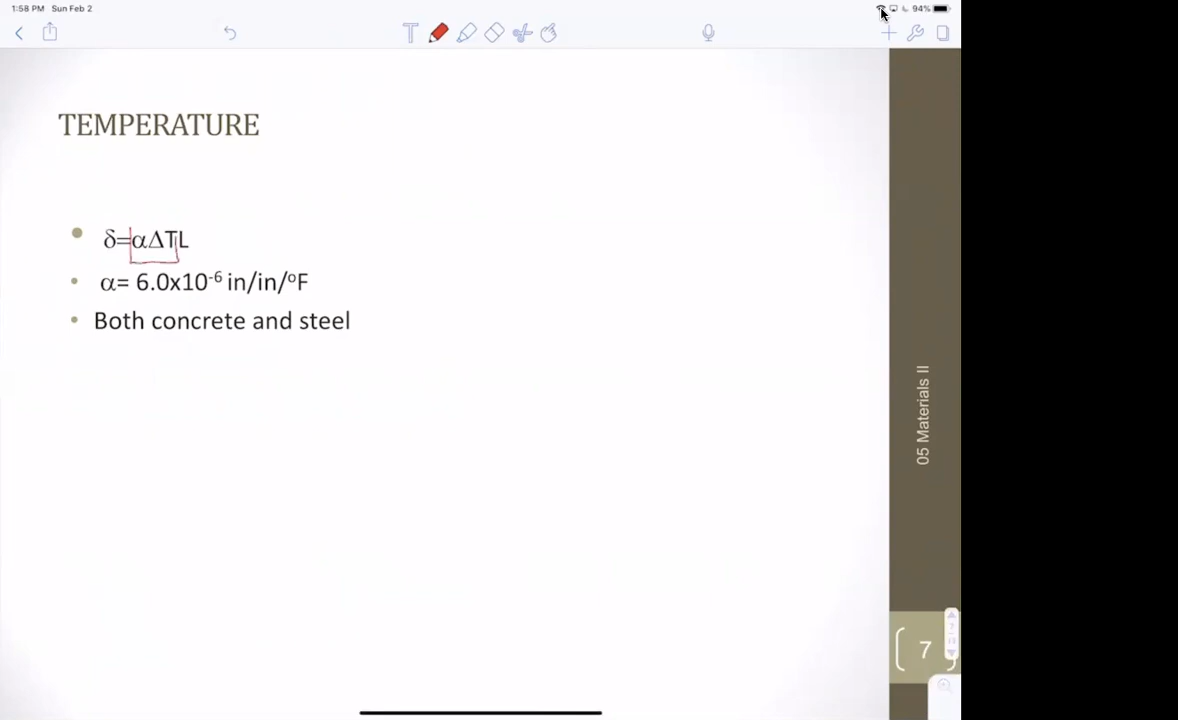 1:58 PM Sun Feb 2
94%
TEMPERATURE
δ=αΔTL
α= 6.0x10⁻⁶ in/in/ᵒF
Both concrete and steel
05 Materials II
7